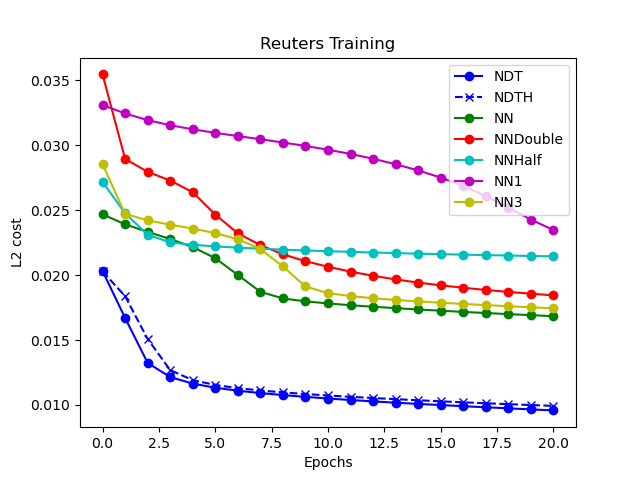 Reuters Training
L2 cost
0.035
0.030
0.025
0.020
0.015
0.010
NDT
NDTH
NN
NNDouble
NNHalf
NN1
NN3
0.0 2.5 5.0 7.5 10.0 12.5 15.0 17.5 20.0
Epochs